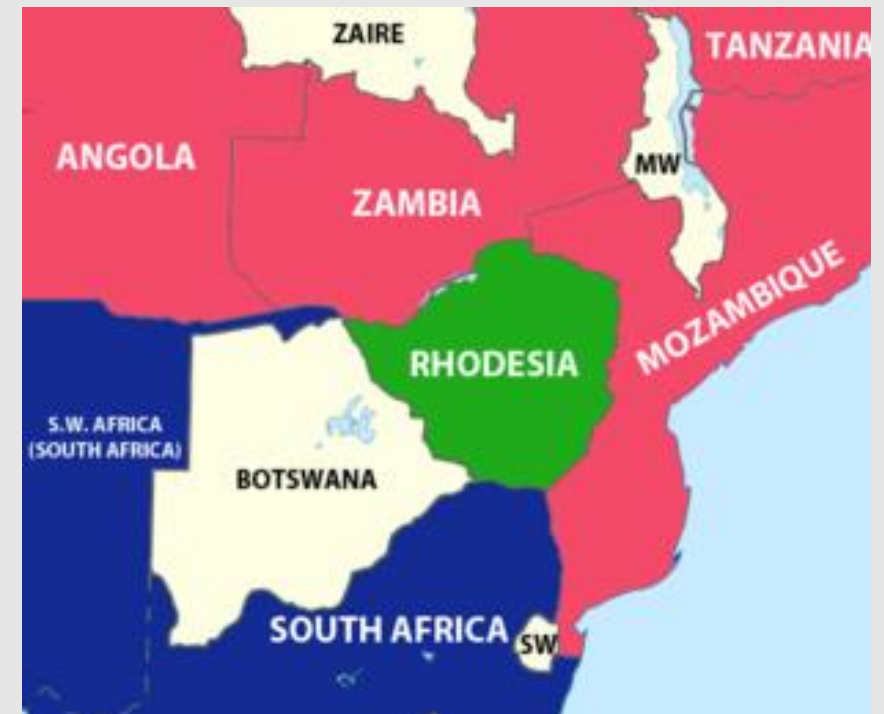 ZAIRE
TANZANIA
ANGOLA
MW
ZAMBIA
MOZAMBIQUE
RHODESIA
S.W. AFRICA
(SOUTH AFRICA)
BOTSWANA
SOUTH AFRICA
SW